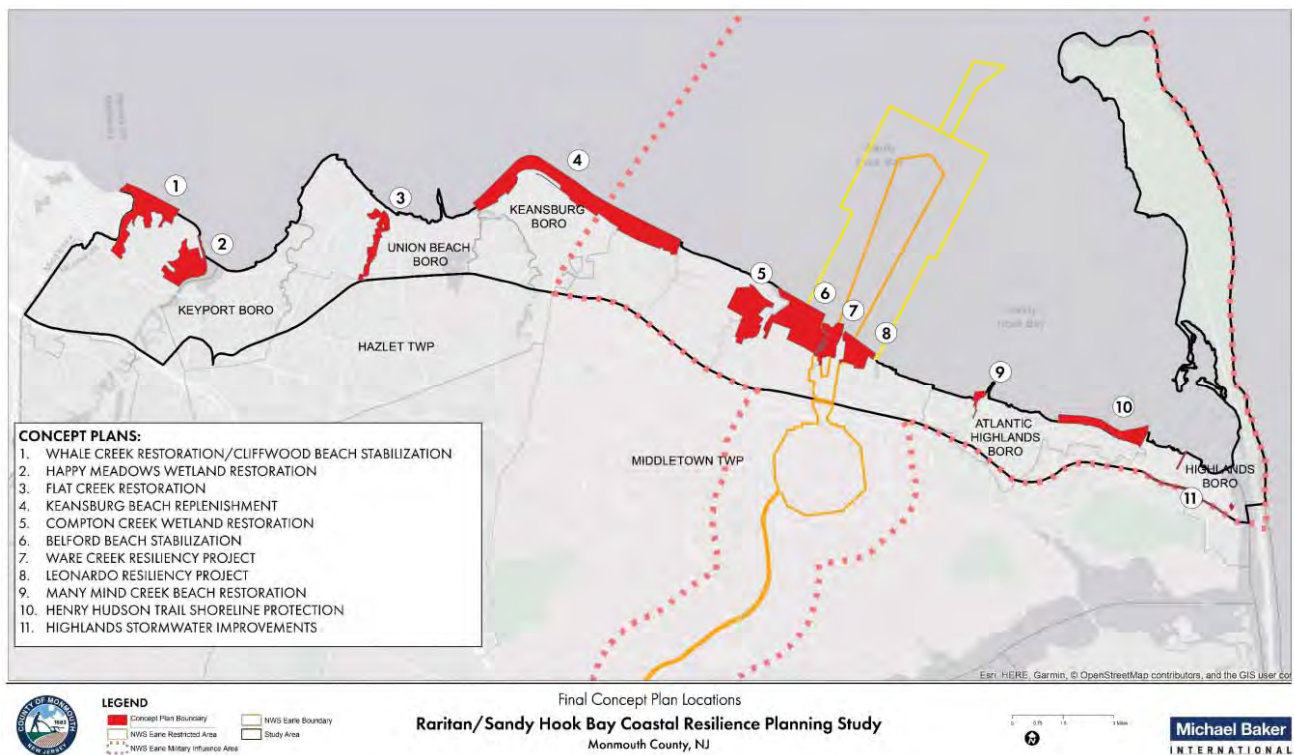 1
2
3
4
KEANSBURG
BORO
UNION BEACH
BORO
KEYPORT BORO
HAZLET TWP
5
6
7
8
9
10
MIDDLETOWN TWP
ATLANTIC
HIGHLANDS
BORO
HIGHLANDS
BORO
11
CONCEPT PLANS:
1. WHALE CREEK RESTORATION/CLIFFWOOD BEACH STABILIZATION
2. HAPPY MEADOWS WETLAND RESTORATION
3. FLAT CREEK RESTORATION
4. KEANSBURG BEACH REPLENISHMENT
5. COMPTON CREEK WETLAND RESTORATION
6. BELFORD BEACH STABILIZATION
7. WARE CREEK RESILIENCY PROJECT
8. LEONARDO RESILIENCY PROJECT
9. MANY MIND CREEK BEACH RESTORATION
10. HENRY HUDSON TRAIL SHORELINE PROTECTION
11. HIGHLANDS STORMWATER IMPROVEMENTS
Esri, HERE, Garmin, © OpenStreetMap contributors, and the GIS user
COUNTY OF MONMOUTH
NEW JERSEY
LEGEND
Concept Plan Boundary
NWS Earle Restricted Area
NWS Earle Military Influence Area
NWS Earle Boundary
Study Area
Final Concept Plan Locations
Raritan/Sandy Hook Bay Coastal Resilience Planning Study
Monmouth County, NJ
Michael Baker
INTERNATIONAL